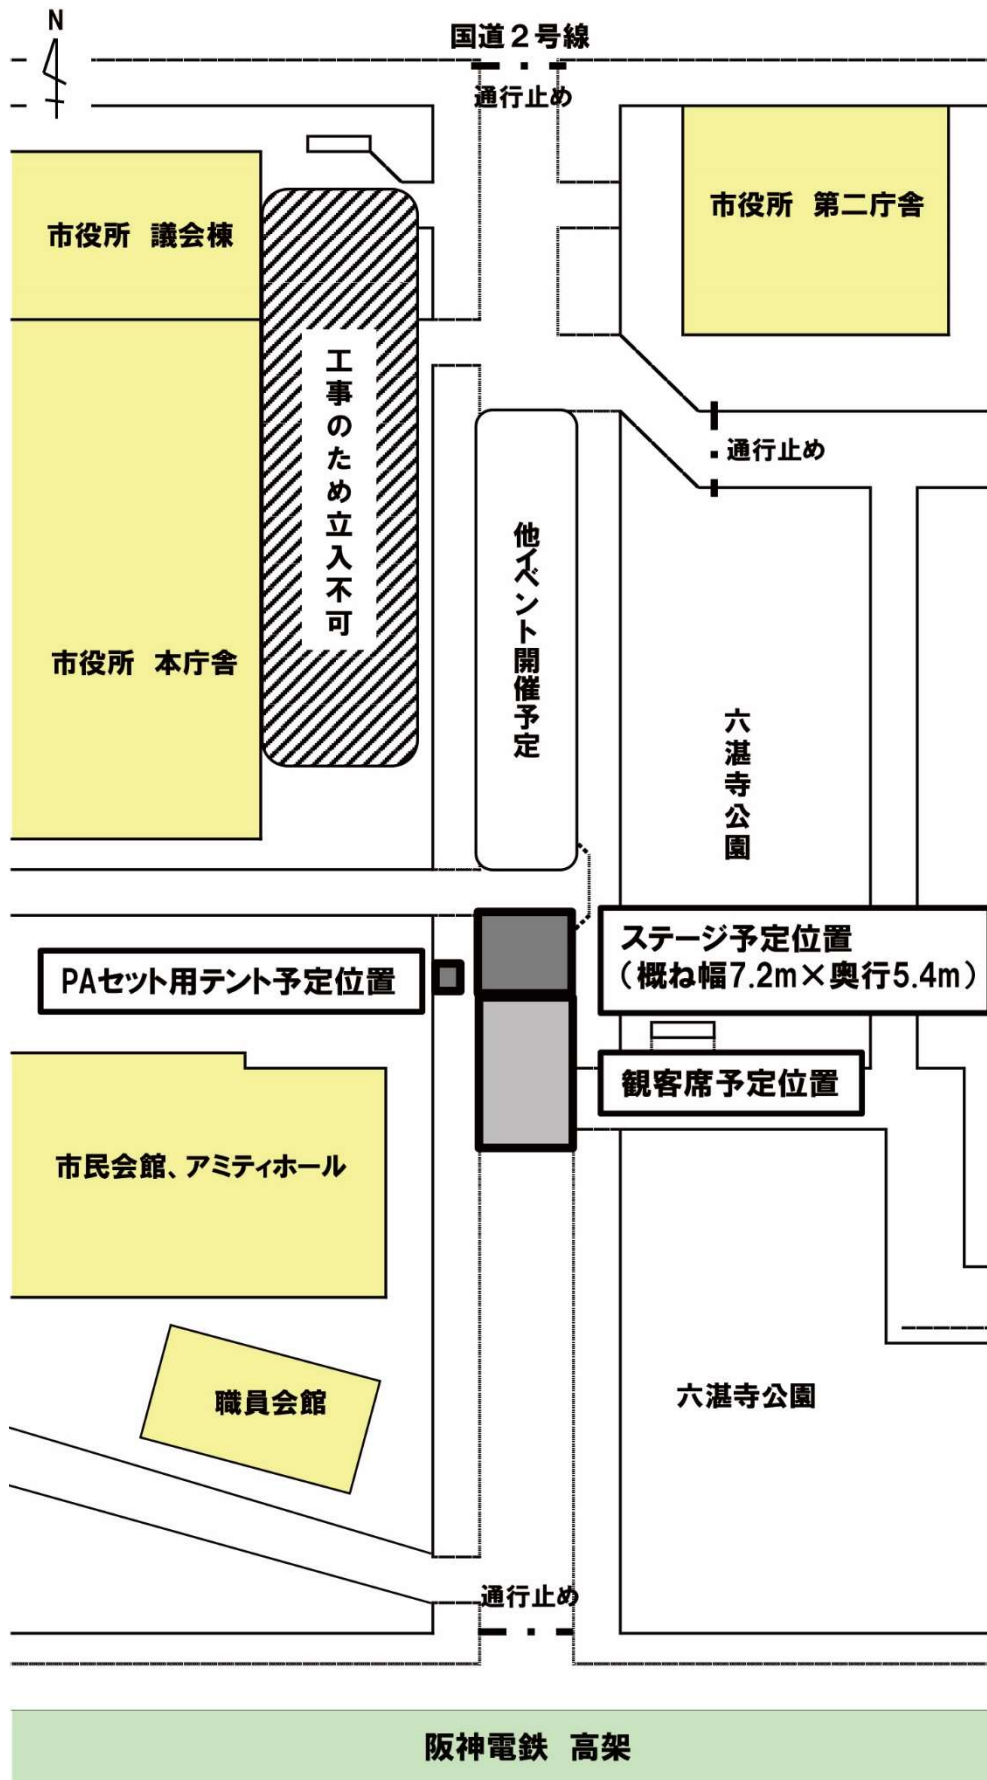 N
国道２号線
通行止め
市役所　議会棟
市役所　第二庁舎
工事のため立入不可
通行止め
他イベント開催予定
市役所　本庁舎
六湛寺公園
ステージ予定位置
（概ね幅7.2m×奥行5.4m）
PAセット用テント予定位置
観客席予定位置
市民会館、アミティホール
職員会館
六湛寺公園
通行止め
阪神電鉄　高架